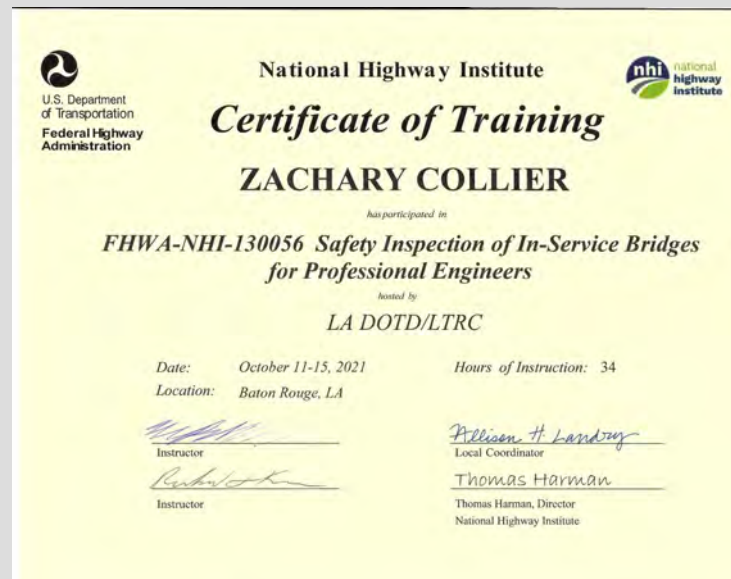 U.S. Department
of Transportation
Federal Highway
Administration
National Highway Institute
nhi national
highway
institute
Certificate of Training
ZACHARY COLLIER
has participated in
FHWA-NHI-130056 Safety Inspection of In-Service Bridges
for Professional Engineers
hosted by
LA DOTD/LTRC
Date: October 11-15, 2021
Hours of Instruction: 34
Location: Baton Rouge, LA
Instructor
Allison H. Landry
Local Coordinator
Instructor
Thomas Harman
Thomas Harman, Director
National Highway Institute